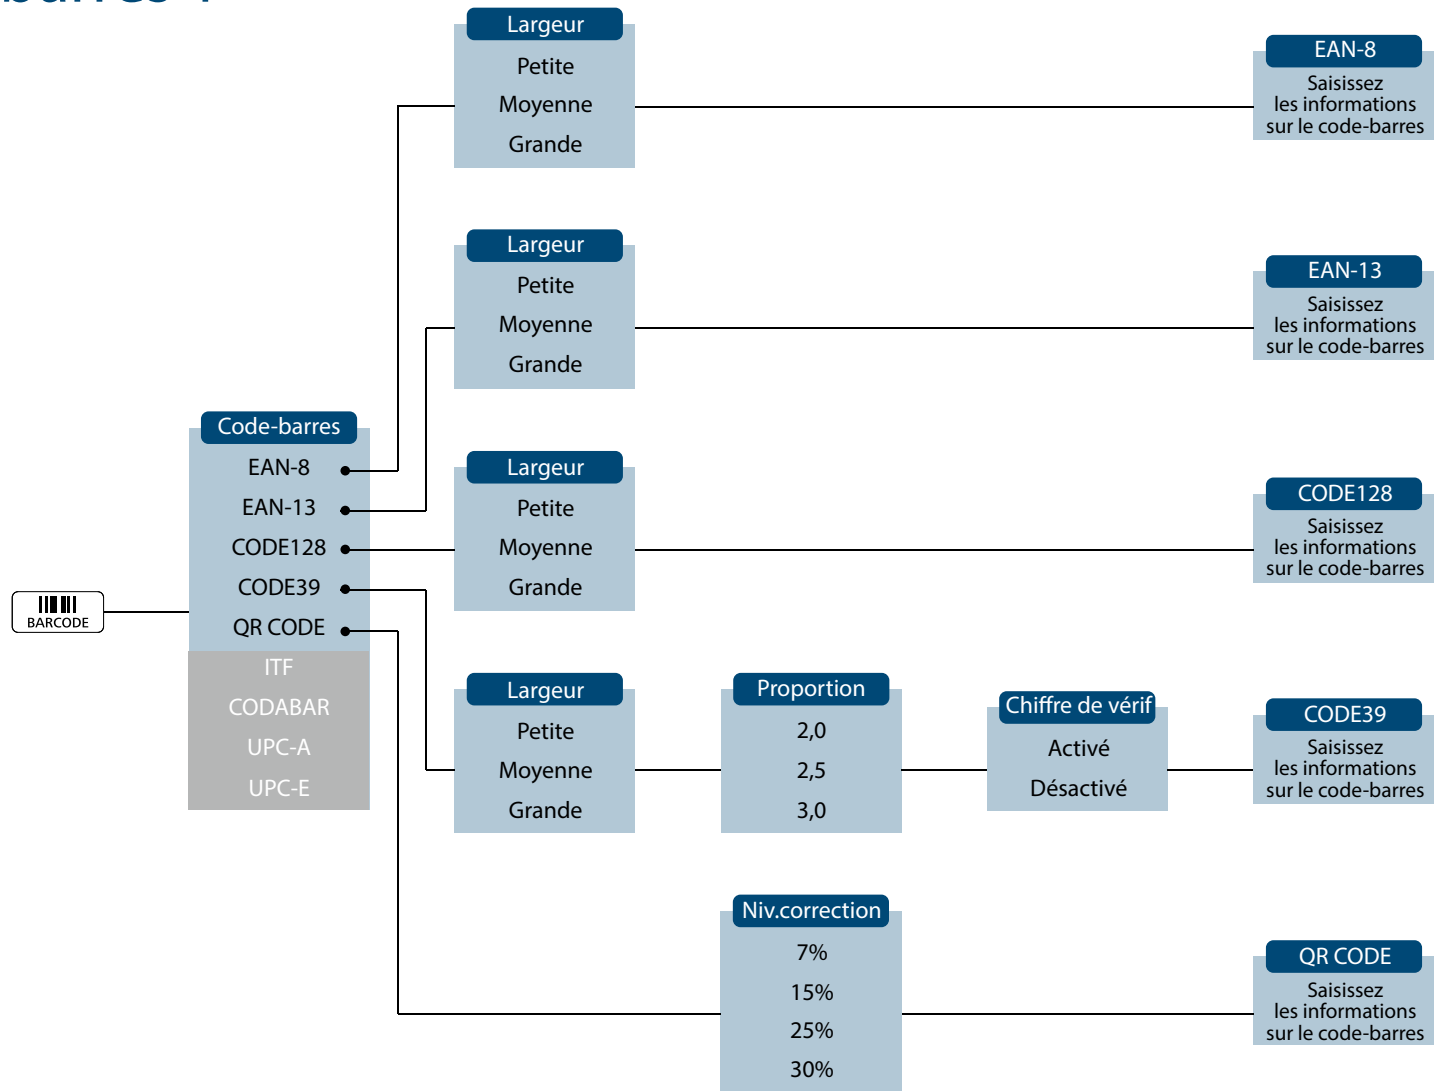 Largeur
Petite
Moyenne
Grande
EAN-8
Saisissez
les informations
sur le code-barres
Largeur
Petite
Moyenne
Grande
EAN-13
Saisissez
les informations
sur le code-barres
BARCODE
Code-barres
EAN-8
EAN-13
CODE128
CODE39
QR CODE
ITF
CODABAR
UPC-A
UPC-E
Largeur
Petite
Moyenne
Grande
CODE128
Saisissez
les informations
sur le code-barres
Largeur
Petite
Moyenne
Grande
Proportion
2,0
2,5
3,0
Chiffre de vérif
Activé
Désactivé
CODE39
Saisissez
les informations
sur le code-barres
Niv.correction
7%
15%
25%
30%
QR CODE
Saisissez
les informations
sur le code-barres